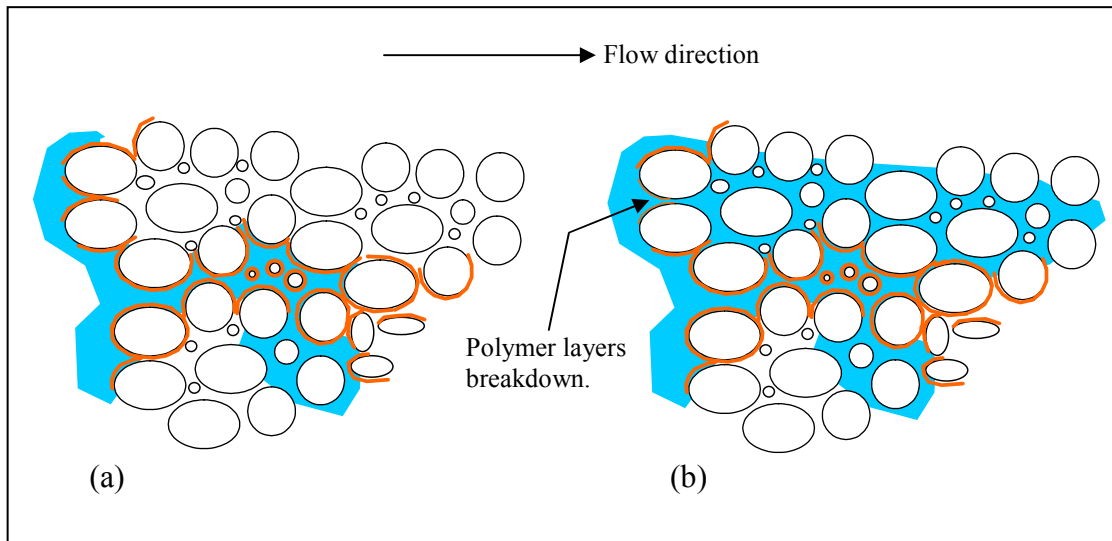 Flow direction
Polymer layers
breakdown.
(a)
(b)